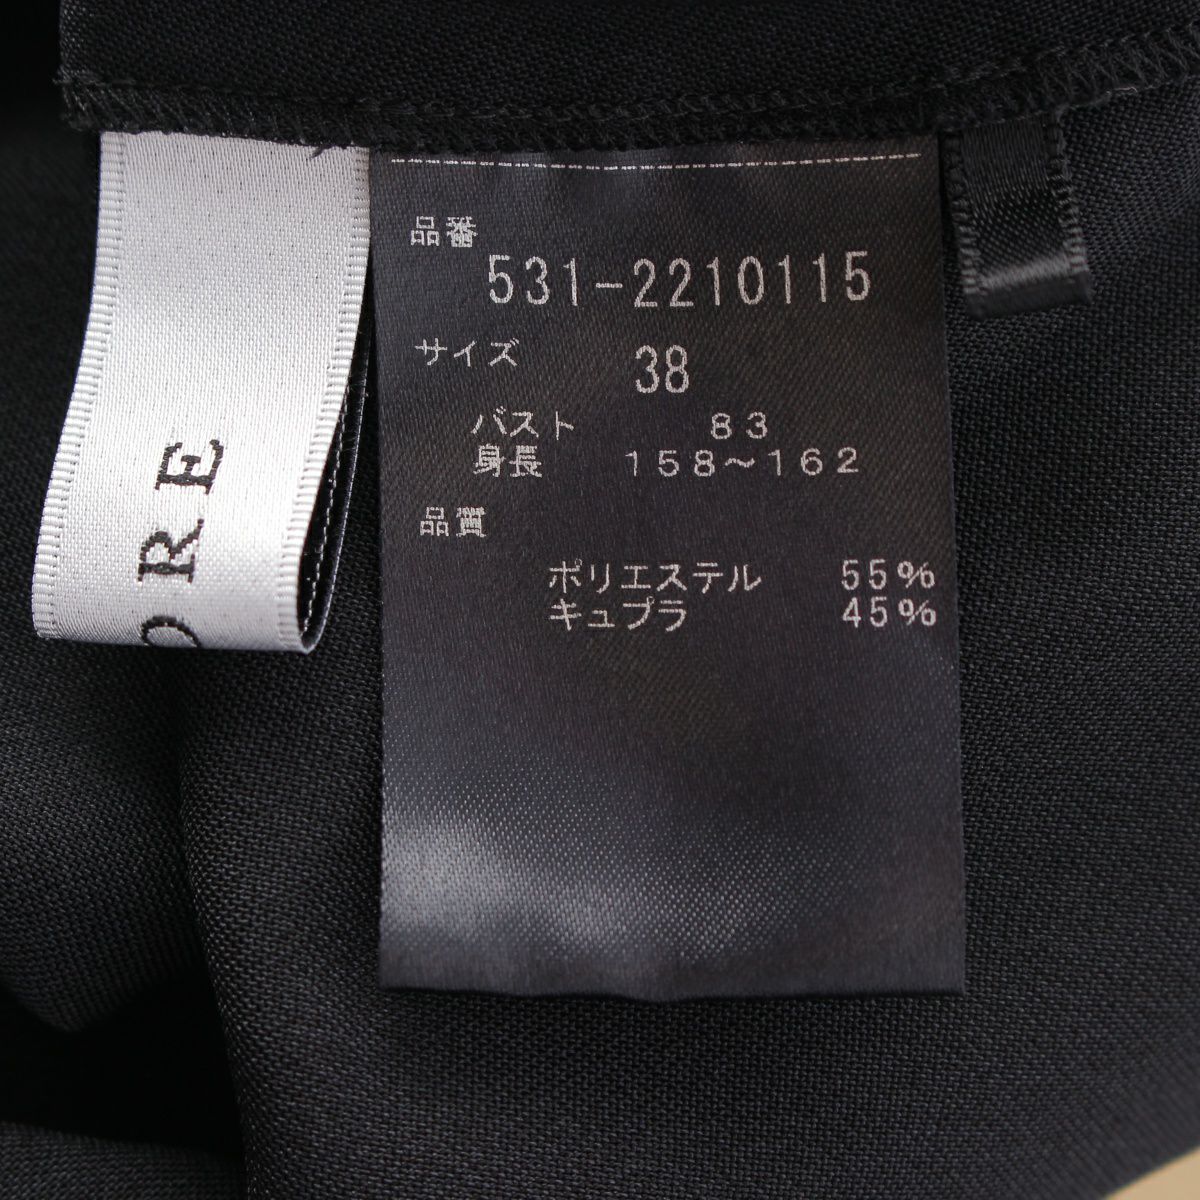 品番
531-2210115
サイズ 38
バスト 83
身長 158～162
品質
ポリエステル 55%
キュプラ 45%
ORE